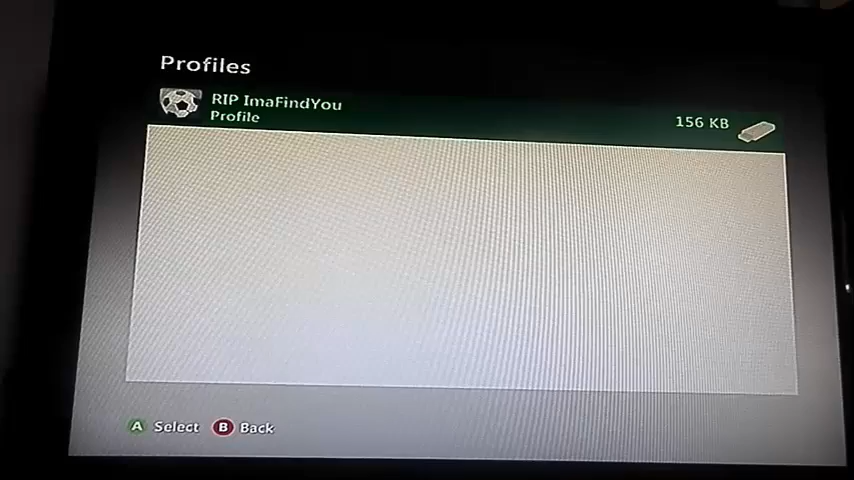 Profiles
RIP ImaFindYou
Profile
156 KB
A Select B Back